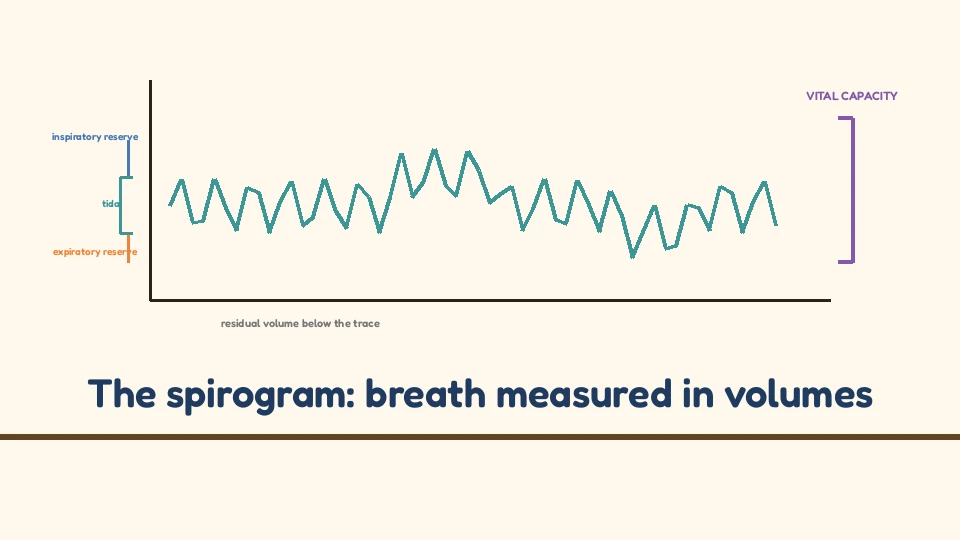 VITAL CAPACITY
inspiratory reserve
tida
expiratory reserve
residual volume below the trace
The spirogram: breath measured in volumes